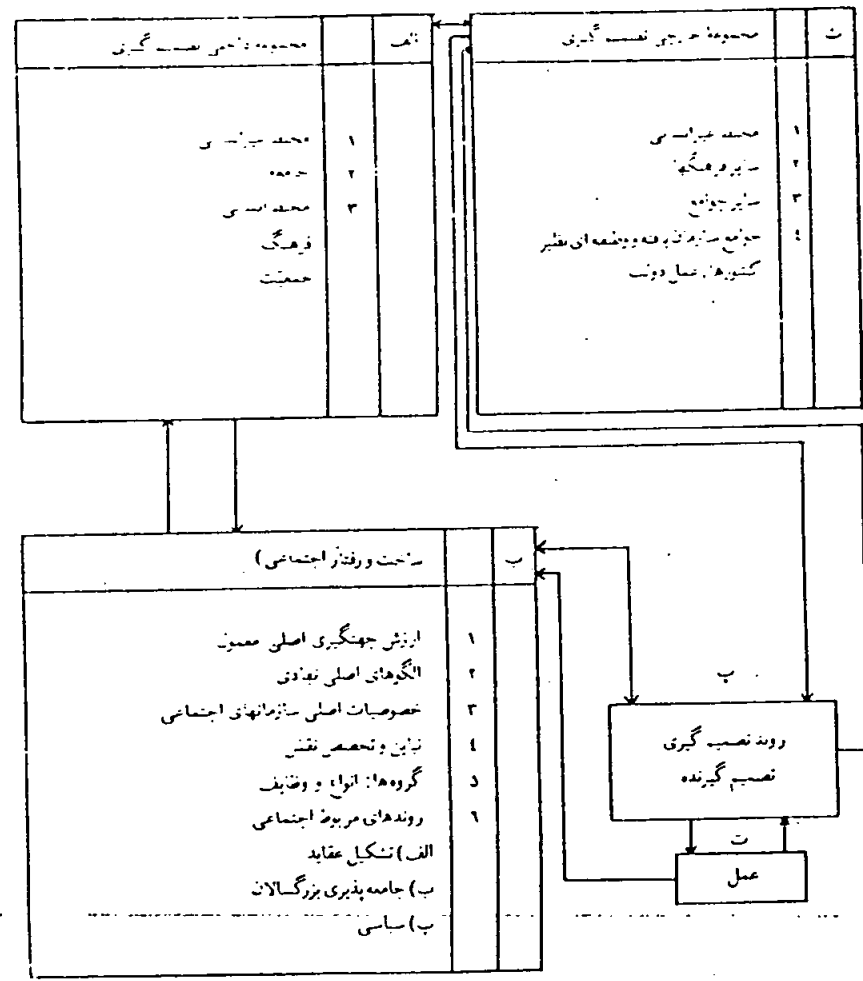 ث مجموعهٔ خارجی تصمیم گیری
۱ محیط غیرانسانی
۲ سایر فرهنگها
۳ سایر جوامع
۴ جوامع سازمان یافته و وظیفه ای نظیر
کشورها، عمل دولت
الف مجموعه داخلی تصمیم گیری
۱ محیط غیرانسانی
۲ جامعه
۳ محیط انسانی
فرهنگ
جمعیت
ب ساخت و رفتار اجتماعی)
۱ ارزش جهتگیری اصلی معمول
۲ الگوهای اصلی نهادی
۳ خصوصیات اصلی سازمانهای اجتماعی
٤ تباین و تخصص نقش
۵ گروهها: انواع و وظایف
۶ روندهای مربوط اجتماعی
الف) تشکیل عقاید
ب) جامعه پذیری بزرگسالان
پ) سیاسی
پ
روند تصمیم گیری
تصمیم گیرنده
ت
عمل